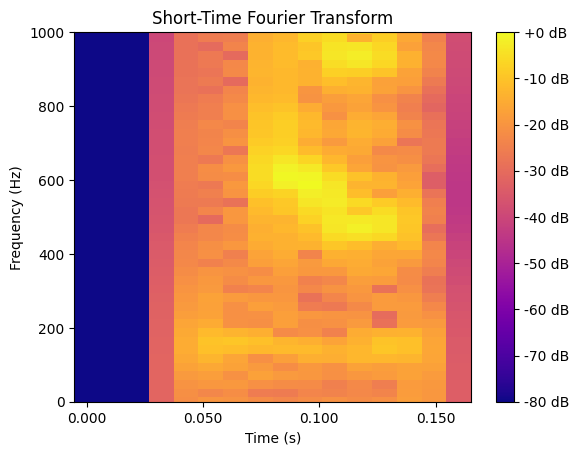 Short-Time Fourier Transform
1000
800
600
400
200
0
Frequency (Hz)
0.000
0.050
0.100
0.150
Time (s)
+0 dB
-10 dB
-20 dB
-30 dB
-40 dB
-50 dB
-60 dB
-70 dB
-80 dB